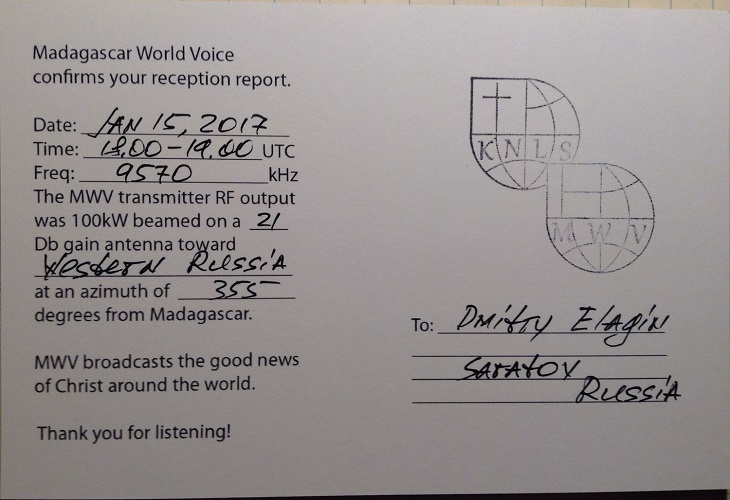 Madagascar World Voice
confirms your reception report.
Date: JAN 15, 2017
Time: 18.00-19.00 UTC
Freq: 9570 kHz
The MWV transmitter RF output
was 100kW beamed on a 21
Db gain antenna toward
Western Russia
at an azimuth of 355
degrees from Madagascar.
MWV broadcasts the good news
of Christ around the world.
Thank you for listening!
KNLS
MWV
To: Dmitry Elagin
Saratov
Russia